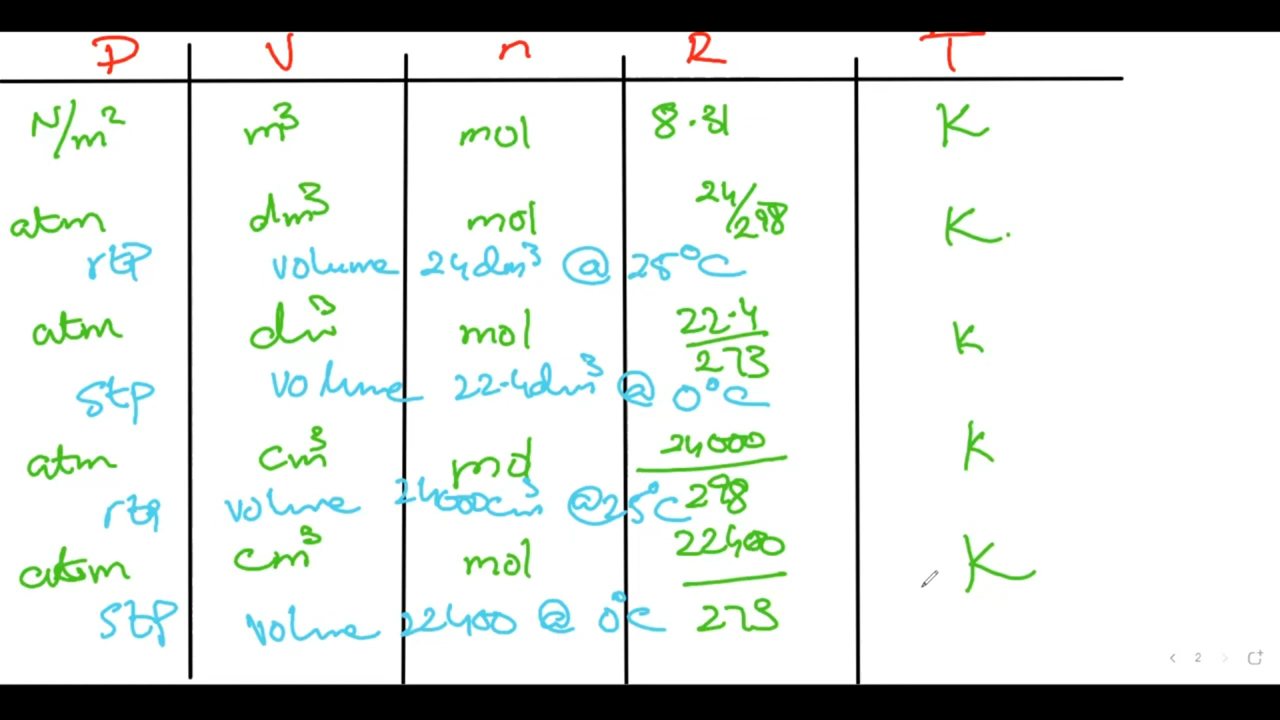 P V n R T
N/m² m³ mol 8.31 K
atm dm³ mol 24/298 K.
rtp volume 24dm³ @ 25°C
atm dm³ mol 22.4/273 K
Stp volume 22.4dm³ @ 0°C
atm cm³ mol 24000/298 K
rtp volume 24000cm³ @25°C
atm cm³ mol 22400/273 K
Stp volume 22400 @ 0°C
< 2 >